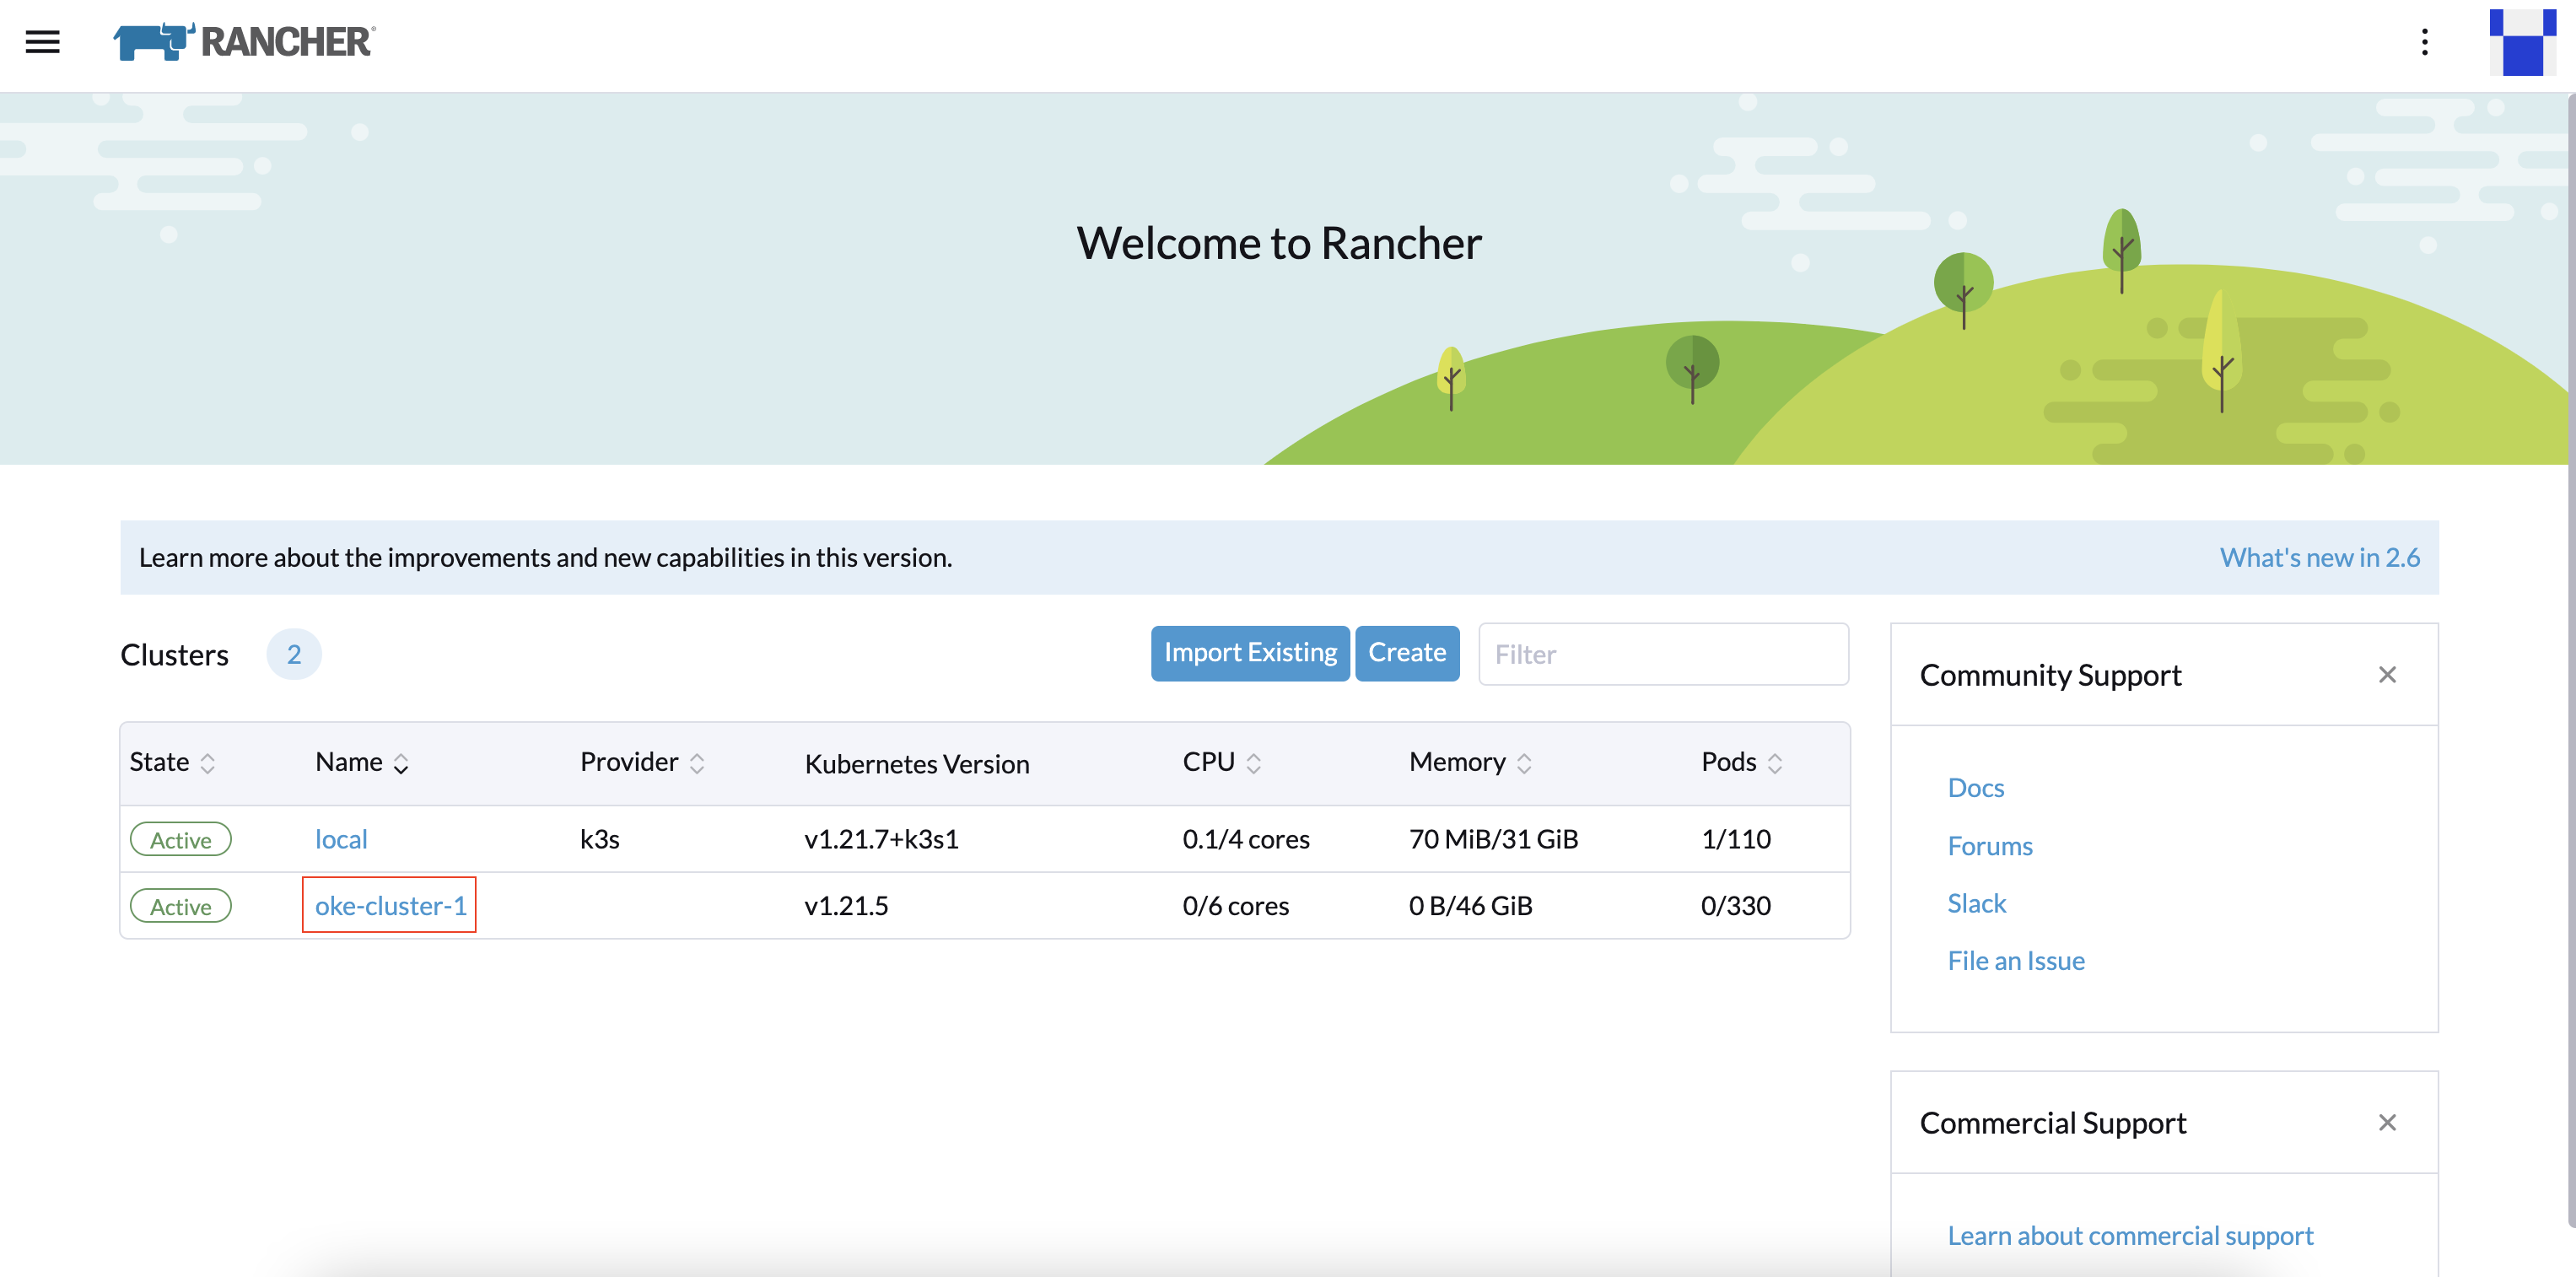 RANCHER
Welcome to Rancher
Learn more about the improvements and new capabilities in this version. What's new in 2.6
Clusters 2 Import Existing Create Filter
State Name Provider Kubernetes Version CPU Memory Pods
Active local k3s v1.21.7+k3s1 0.1/4 cores 70 MiB/31 GiB 1/110
Active oke-cluster-1 v1.21.5 0/6 cores 0 B/46 GiB 0/330
Community Support
Docs
Forums
Slack
File an Issue
Commercial Support
Learn about commercial support